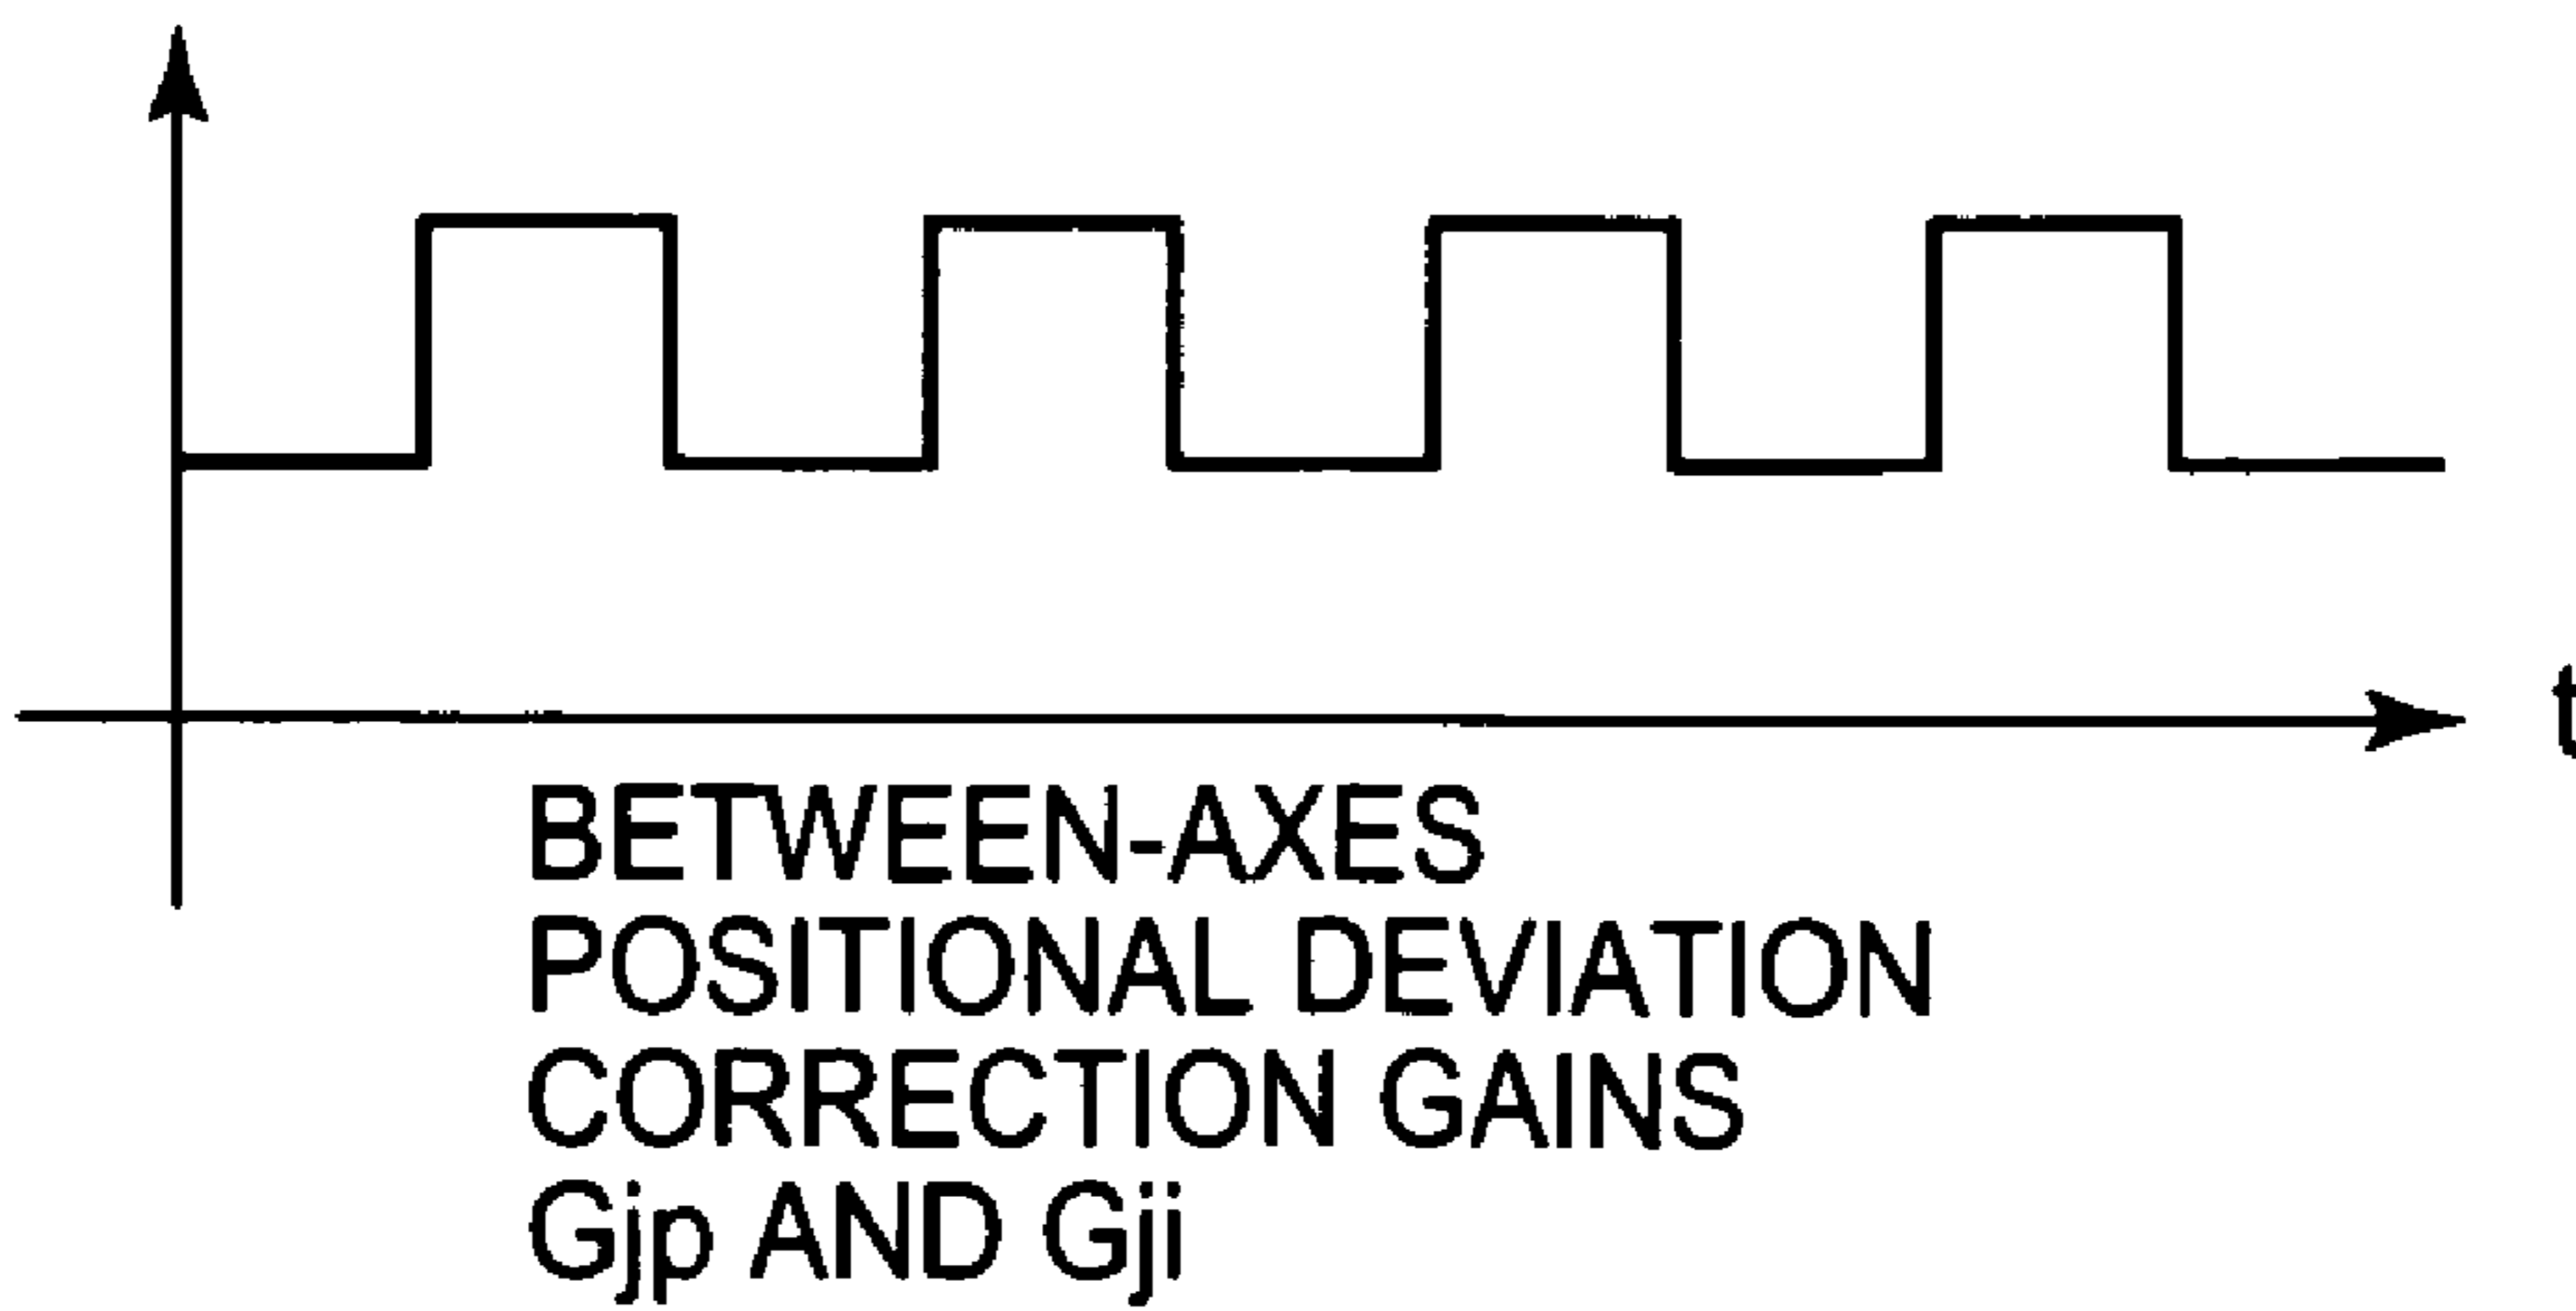 t
BETWEEN-AXES
POSITIONAL DEVIATION
CORRECTION GAINS
Gjp AND Gji